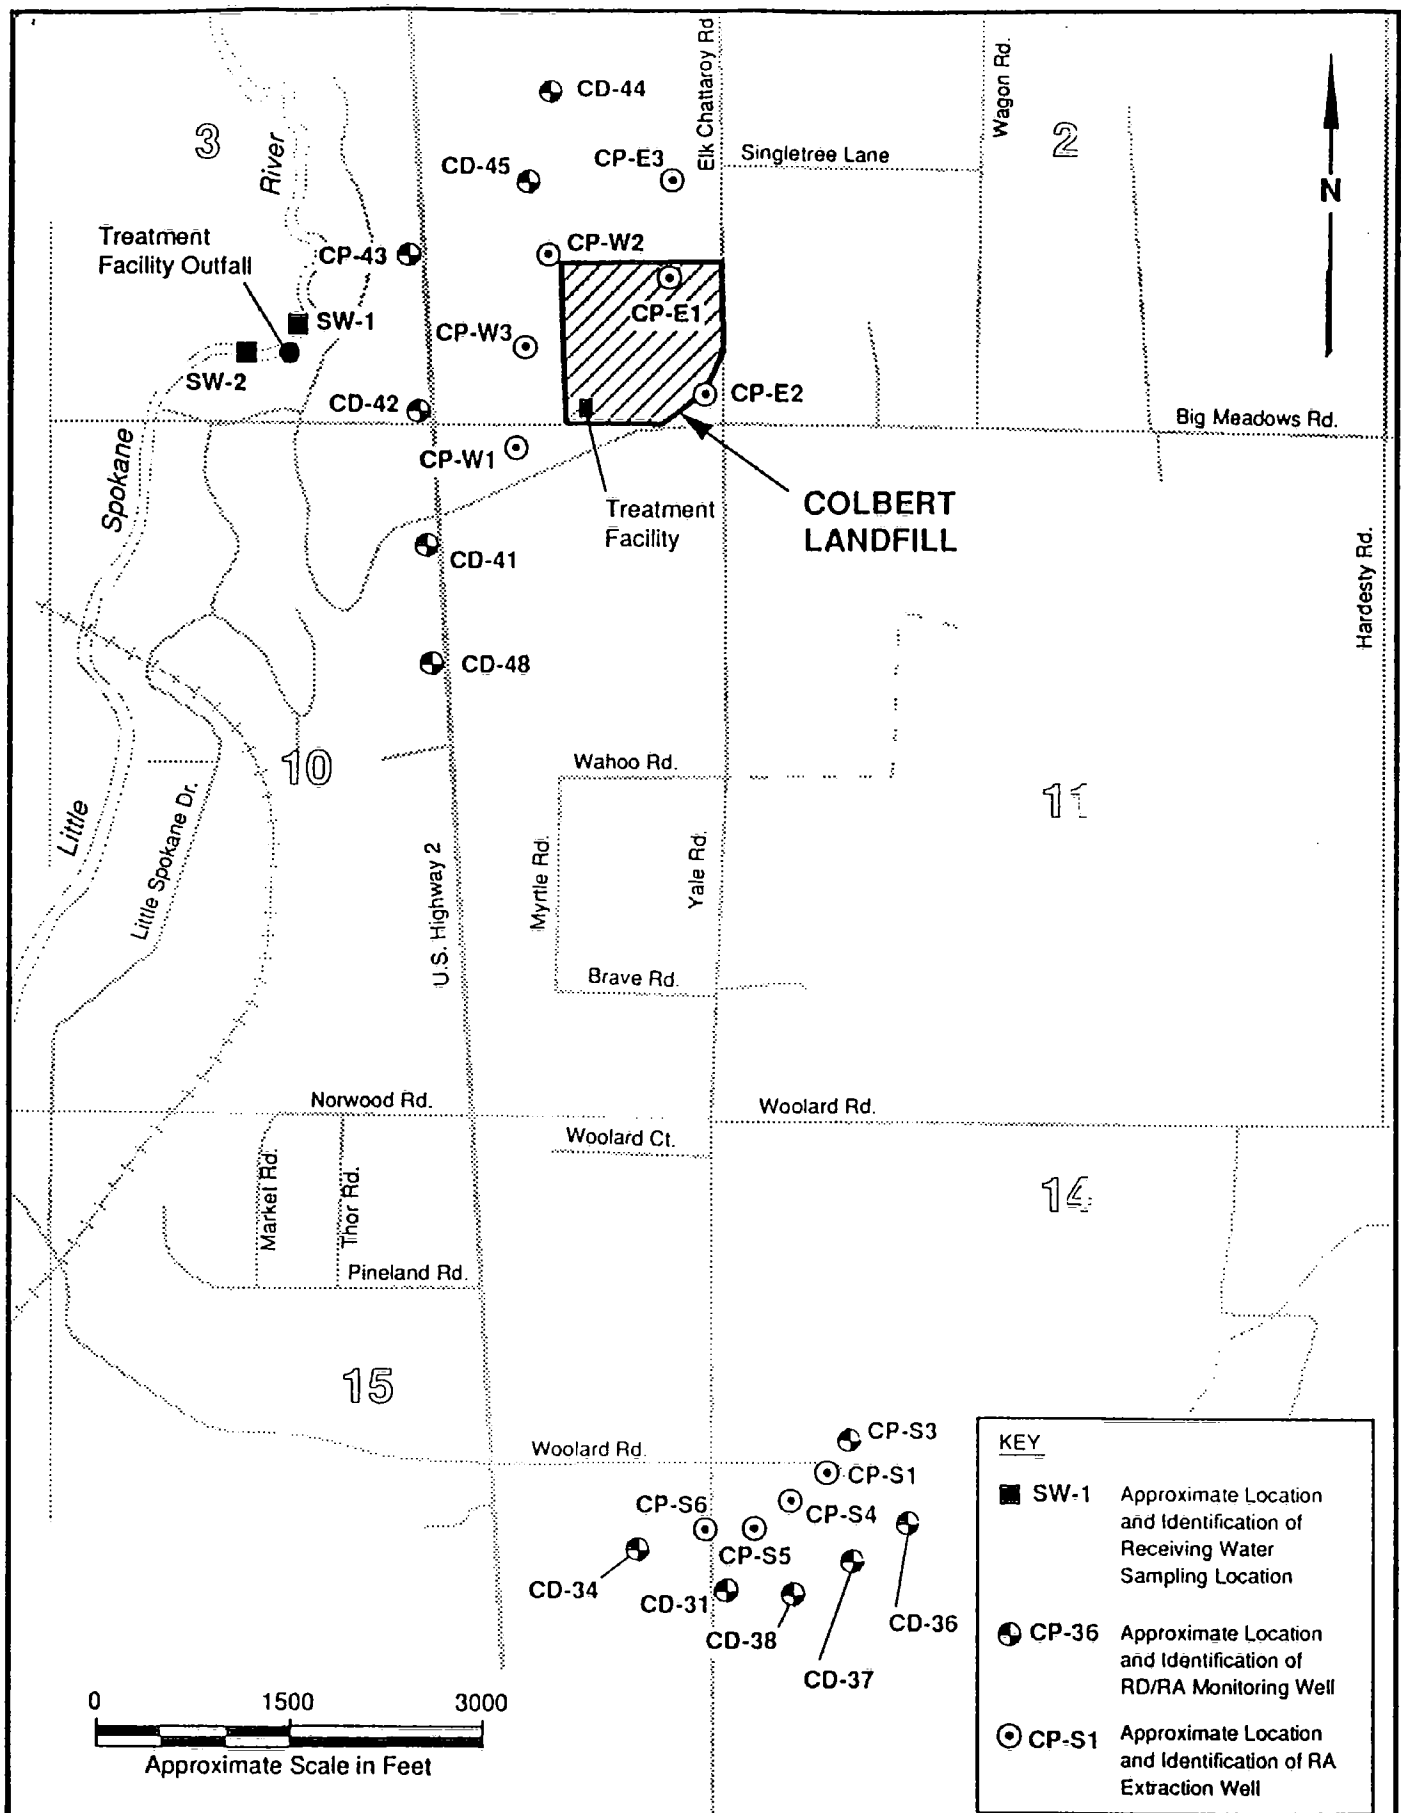 CD-44
Elk Chattaroy Rd
Wagon Rd.
3
2
River
CD-45
CP-E3
Singletree Lane
N
Treatment
Facility Outfall
CP-43
CP-W2
CP-E1
SW-1
CP-W3
SW-2
CD-42
CP-E2
Big Meadows Rd.
CP-W1
Spokane
Treatment
Facility
COLBERT
LANDFILL
CD-41
Hardesty Rd.
CD-48
10
Wahoo Rd.
11
Little
Little Spokane Dr.
U.S. Highway 2
Myrtle Rd.
Yale Rd.
Brave Rd.
Norwood Rd.
Woolard Rd.
Woolard Ct.
Market Rd.
Thor Rd.
14
Pineland Rd.
15
Woolard Rd.
CP-S3
CP-S1
CP-S6
CP-S4
CP-S5
CD-34
CD-31
CD-38
CD-37
CD-36
KEY
SW-1 Approximate Location
and Identification of
Receiving Water
Sampling Location
CP-36 Approximate Location
and Identification of
RD/RA Monitoring Well
CP-S1 Approximate Location
and Identification of RA
Extraction Well
0 1500 3000
Approximate Scale in Feet